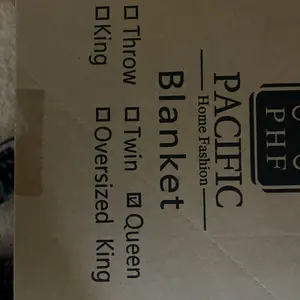 PHF
PACIFIC
Home Fashion
Blanket
☐ Throw ☐ Twin ☑ Queen
☐ King ☐ Oversized King